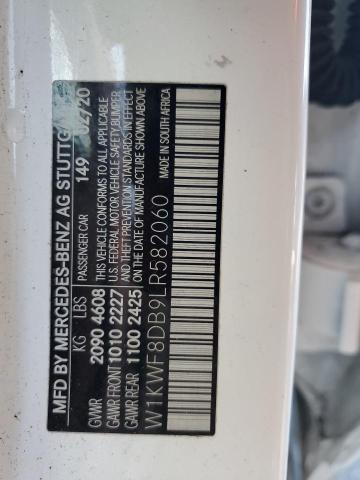 MFD BY MERCEDES-BENZ AG STUTTG
KG LBS PASSENGER CAR 149 02/20
GVWR 2090 4608 THIS VEHICLE CONFORMS TO ALL APPLICABLE
GAWR FRONT 1010 2227 U.S. FEDERAL MOTOR VEHICLE SAFETY, BUMPER
GAWR REAR 1100 2425 AND THEFT PREVENTION STANDARDS IN EFFECT
ON THE DATE OF MANUFACTURE SHOWN ABOVE
W1KWF8DB9LR582060 MADE IN SOUTH AFRICA